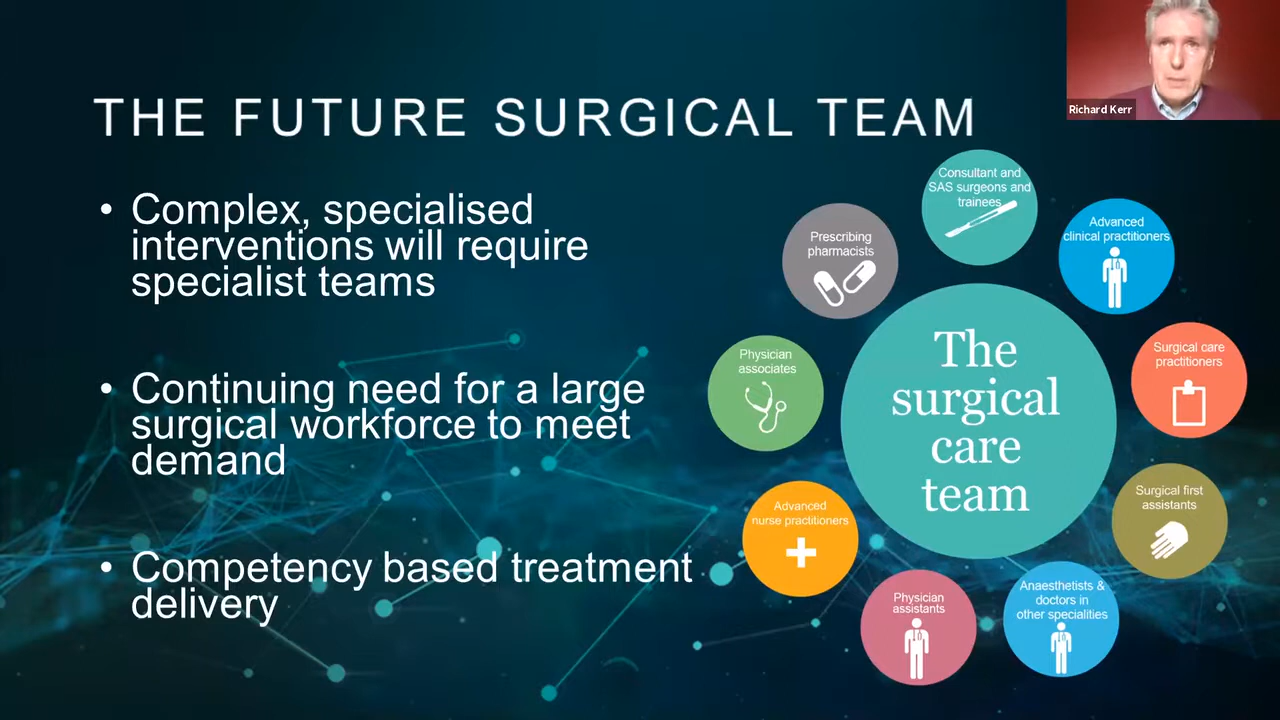 THE FUTURE SURGICAL TEAM
Richard Kerr
• Complex, specialised
interventions will require
specialist teams
• Continuing need for a large
surgical workforce to meet
demand
• Competency based treatment
delivery
The
surgical
care
team
Consultant and
SAS surgeons and
trainees
Advanced
clinical practitioners
Surgical care
practitioners
Surgical first
assistants
Anaesthetists &
doctors in
other specialities
Physician
assistants
Advanced
nurse practitioners
Physician
associates
Prescribing
pharmacists